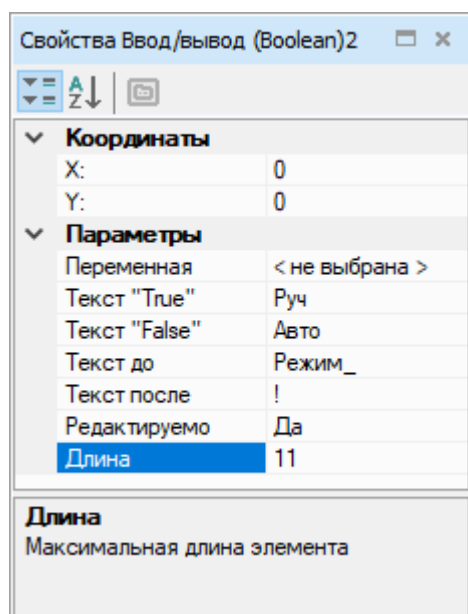 Свойства Ввод/вывод (Boolean)2
Координаты
X: 0
Y: 0
Параметры
Переменная < не выбрана >
Текст "True" Руч
Текст "False" Авто
Текст до Режим_
Текст после !
Редактируемо Да
Длина 11
Длина
Максимальная длина элемента